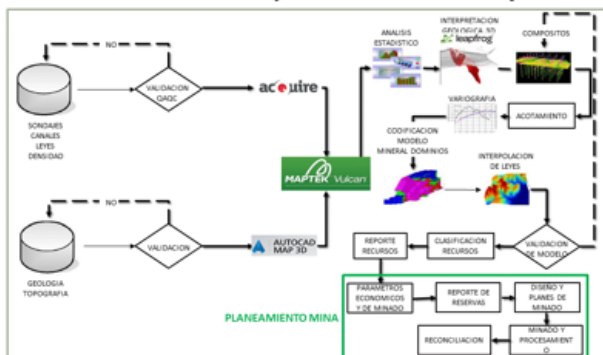 NO
VALIDACION
QAQC
acQuire
SONDAJES
CANALES
LEYES
DENSIDAD
ANALISIS
ESTADISTICO
INTERPRETACION
GEOLOGICA 3D
leapfrog
COMPOSITOS
VARIOGRAFIA
ACOTAMIENTO
CODIFICACION
MODELO
MINERAL DOMINIOS
INTERPOLACION
DE LEYES
MAPTEK Vulcan
NO
VALIDACION
AUTOCAD
MAP 3D
GEOLOGIA
TOPOGRAFIA
REPORTE
RECURSOS
CLASIFICACION
RECURSOS
VALIDACION
DE MODELO
PLANEAMIENTO MINA
PARAMETROS
ECONOMICOS
Y DE MINADO
REPORTE DE
RESERVAS
DISEÑO Y
PLANES DE
MINADO
RECONCILIACION
MINADO Y
PROCESAMIENT
O